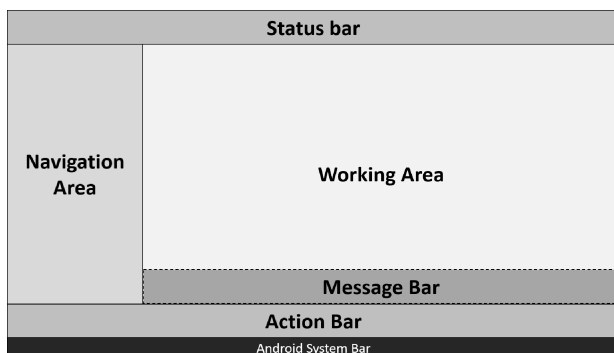 Status bar
Navigation
Area
Working Area
Message Bar
Action Bar
Android System Bar